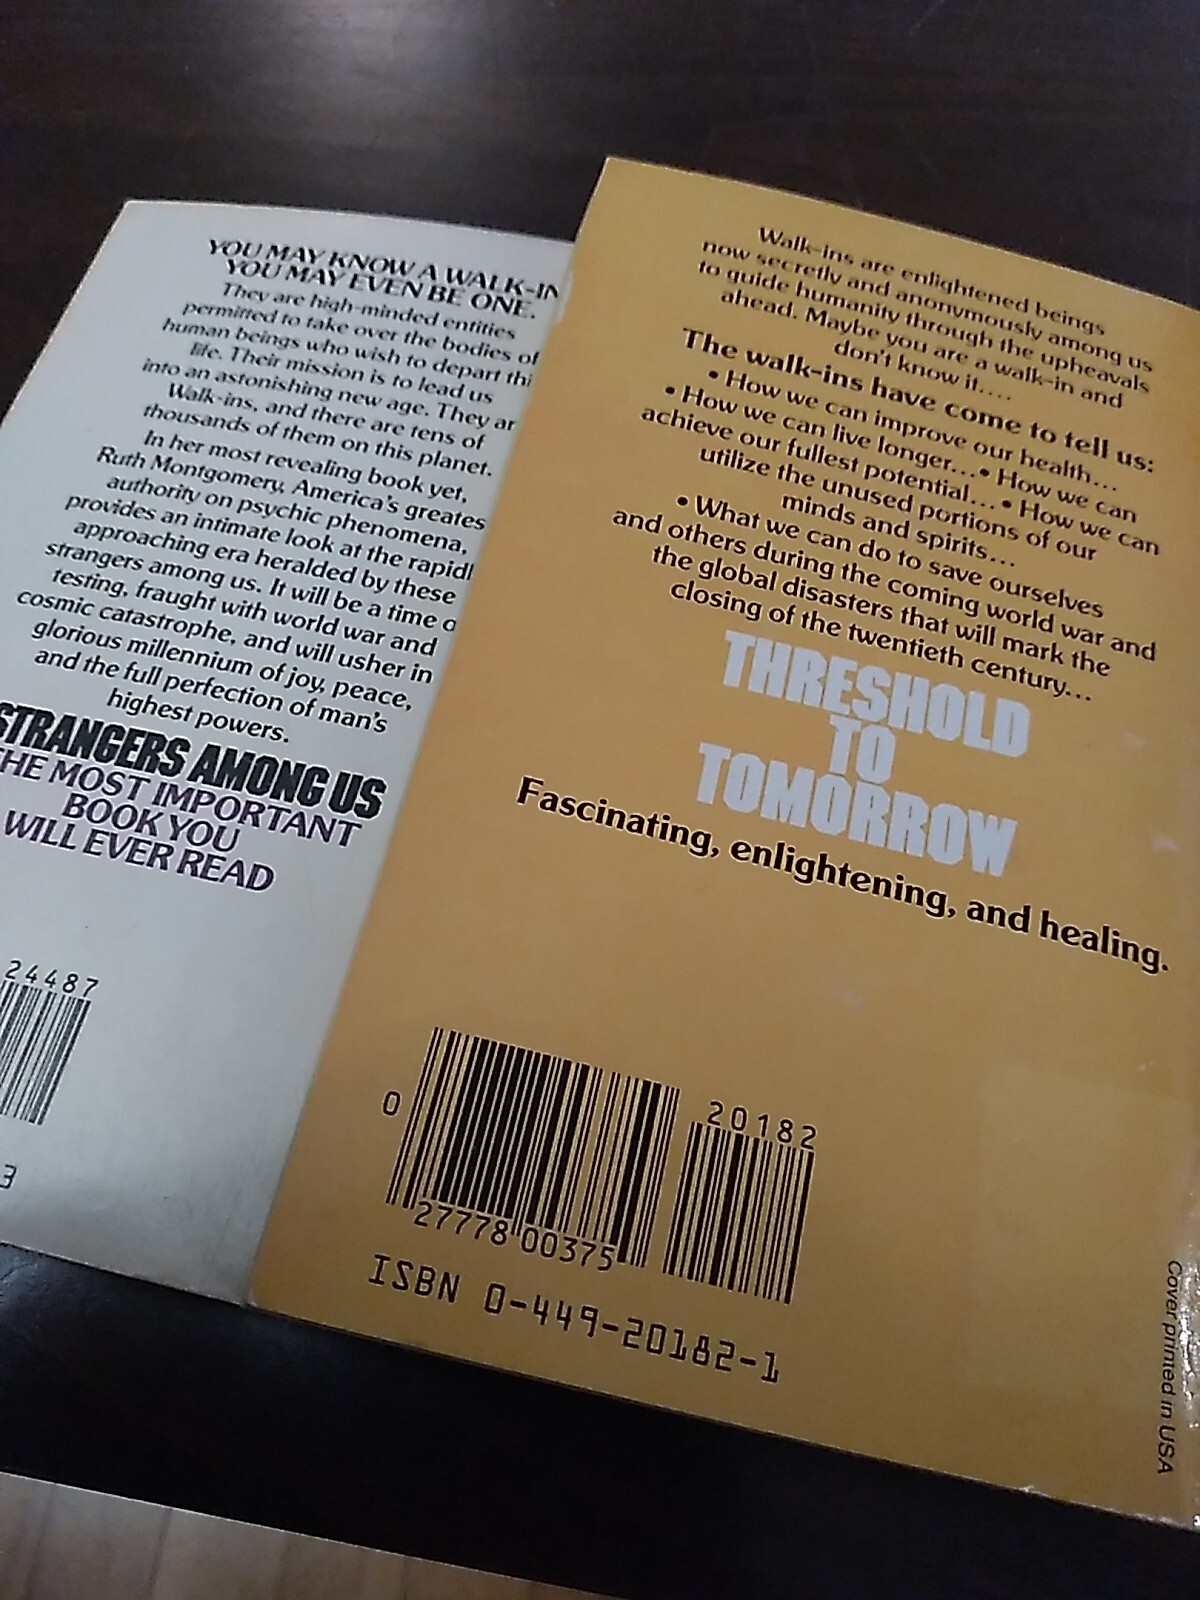 YOU MAY KNOW A WALK-IN
YOU MAY EVEN BE ONE.
They are high-minded entities
permitted to take over the bodies of
human beings who wish to depart thi
life. Their mission is to lead us
into an astonishing new age. They ar
Walk-ins, and there are tens of
thousands of them on this planet.
In her most revealing book yet,
Ruth Montgomery, America's greates
authority on psychic phenomena,
provides an intimate look at the rapidl
approaching era heralded by these
strangers among us. It will be a time o
testing, fraught with world war and
cosmic catastrophe, and will usher in
glorious millennium of joy, peace,
and the full perfection of man's
highest powers.
STRANGERS AMONG US
HE MOST IMPORTANT
BOOK YOU
WILL EVER READ
24487
3
Walk-ins are enlightened beings
now secretly and anonymously among us
to guide humanity through the upheavals
ahead. Maybe you are a walk-in and
don't know it....
The walk-ins have come to tell us:
• How we can improve our health...
• How we can live longer...• How we can
achieve our fullest potential...• How we can
utilize the unused portions of our
minds and spirits...
• What we can do to save ourselves
and others during the coming world war and
the global disasters that will mark the
closing of the twentieth century...
THRESHOLD
TO
TOMORROW
Fascinating, enlightening, and healing.
0
20182
27778 00375
ISBN 0-449-20182-1
Cover printed in USA